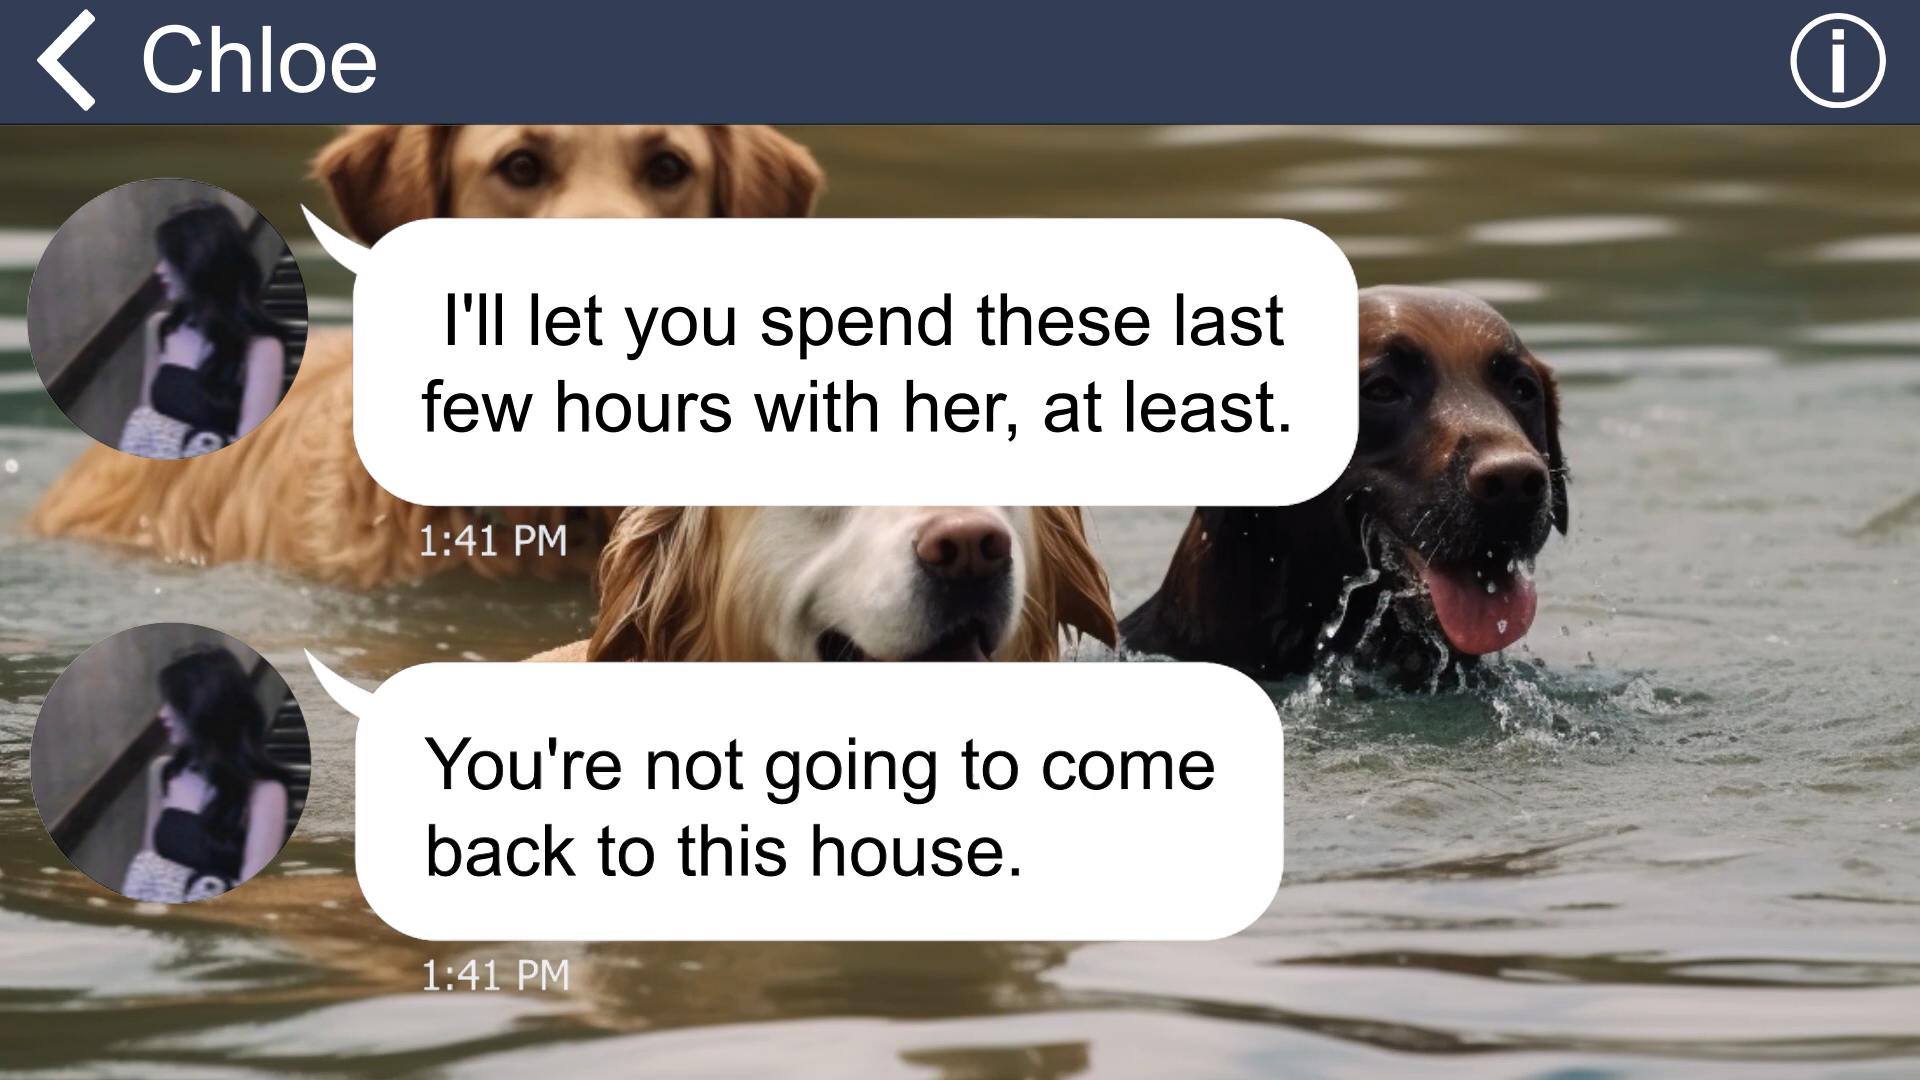 Chloe
I'll let you spend these last
few hours with her, at least.
1:41 PM
You're not going to come
back to this house.
1:41 PM